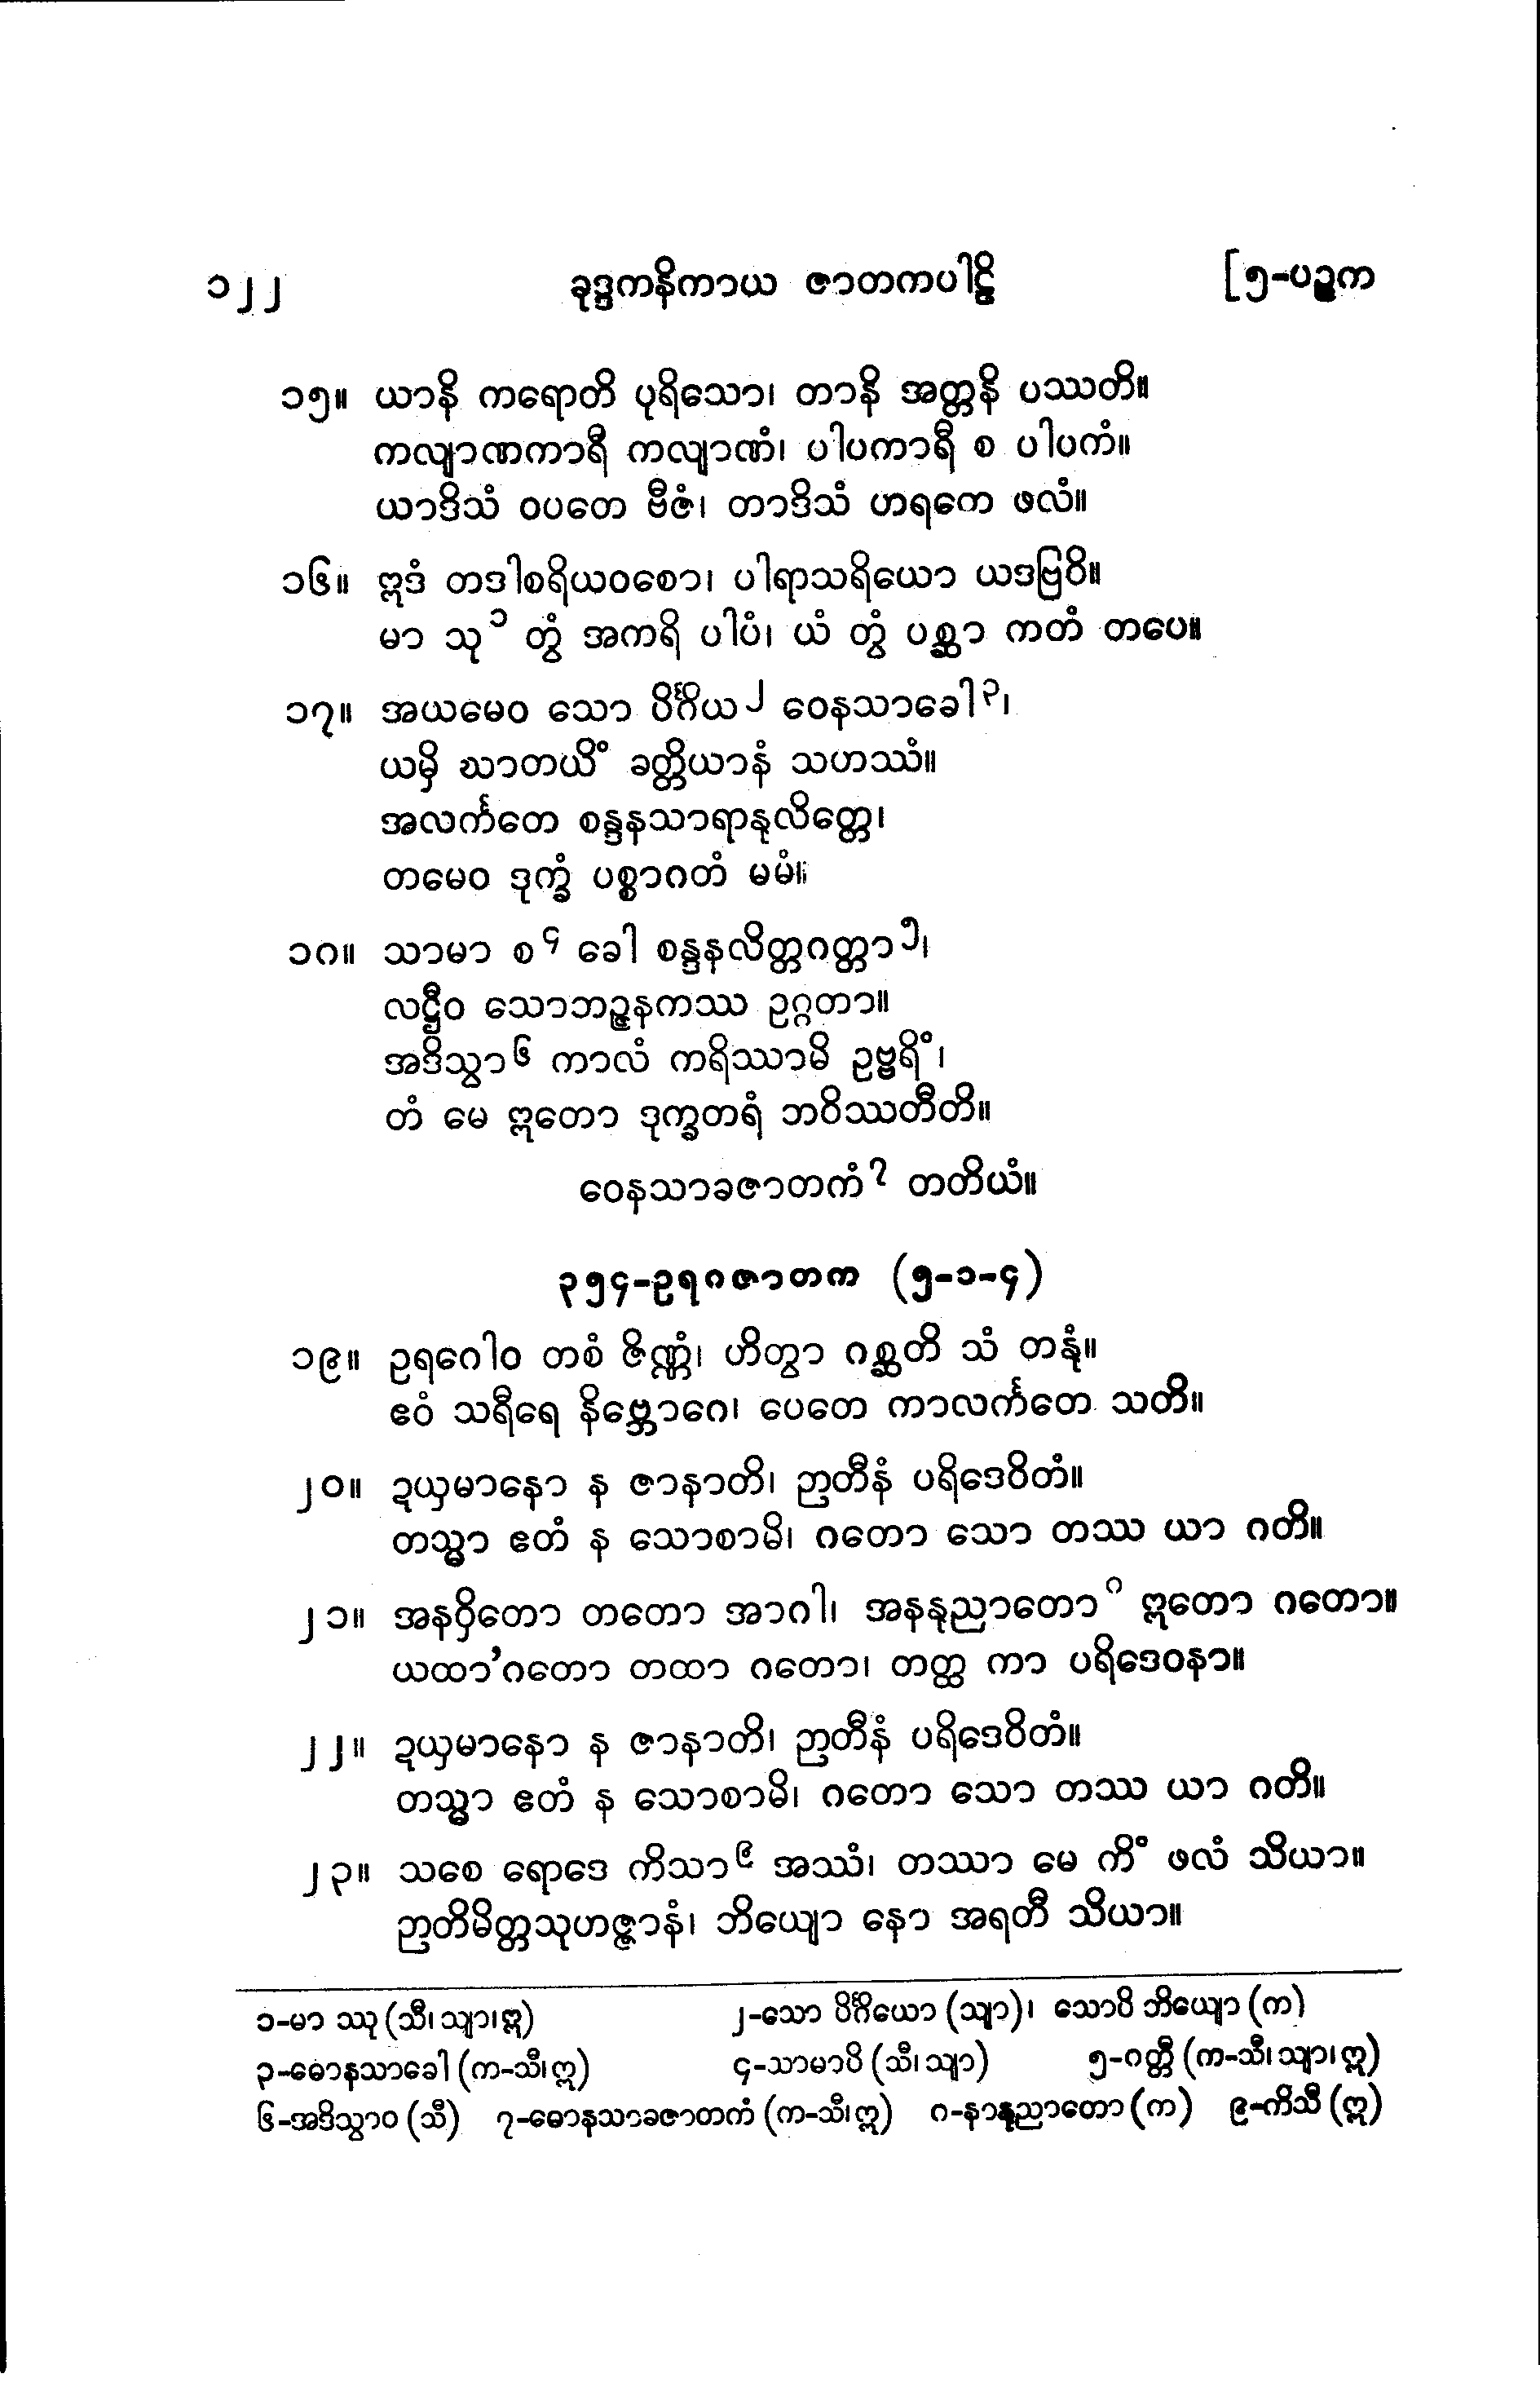 ၁၂၂ ခုဒ္ဒကနိကာယ ဇာတကပါဠိ [၅-ပဉ္စက
၁၅။ ယာနိ ကရောတိ ပုရိသော၊ တာနိ အတ္တနိ ပဿတိ။
ကလျာဏကာရီ ကလျာဏံ၊ ပါပကာရီ စ ပါပကံ။
ယာဒိသံ ဝပတေ ဗီဇံ၊ တာဒိသံ ဟရကေ ဖလံ။
၁၆။ ဣဒံ တဒါစရိယဝစော၊ ပါရာသရိယော ယဒဗြဝိ။
မာ သု၁ တွံ အကရိ ပါပံ၊ ယံ တွံ ပစ္ဆာ ကတံ တပေ။
၁၇။ အယမေဝ သော ပိင်္ဂိယ၂ ဝေနသာခေါ၃၊
ယမှိ ဃာတယိံ ခတ္တိယာနံ သဟဿံ။
အလင်္ကတေ စန္ဒနသာရာနုလိတ္တေ၊
တမေဝ ဒုက္ခံ ပစ္စာဂတံ မမံ။
၁၈။ သာမာ စ၄ ခေါ စန္ဒနလိတ္တဂတ္တာ၅၊
လဋ္ဌီဝ သောဘဉ္ဇနကဿ ဥဂ္ဂတာ။
အဒိသွာ၆ ကာလံ ကရိဿာမိ ဥဗ္ဗရိံ၊
တံ မေ ဣတော ဒုက္ခတရံ ဘဝိဿတီတိ။
ဝေနသာခဇာတကံ၇ တတိယံ။
၃၅၄-ဥရဂဇာတက (၅-၁-၄)
၁၉။ ဥရဂေါဝ တစံ ဇိဏ္ဏံ၊ ဟိတွာ ဂစ္ဆတိ သံ တနုံ။
ဧဝံ သရီရေ နိဗ္ဘောဂေ၊ ပေတေ ကာလင်္ကတေ သတိ။
၂၀။ ဍယှမာနော န ဇာနာတိ၊ ဉာတီနံ ပရိဒေဝိတံ။
တသ္မာ ဧတံ န သောစာမိ၊ ဂတော သော တဿ ယာ ဂတိ။
၂၁။ အနဝှိတော တတော အာဂါ၊ အနနုညာတော၈ ဣတော ဂတော။
ယထာ’ဂတော တထာ ဂတော၊ တတ္ထ ကာ ပရိဒေဝနာ။
၂၂။ ဍယှမာနော န ဇာနာတိ၊ ဉာတီနံ ပရိဒေဝိတံ။
တသ္မာ ဧတံ န သောစာမိ၊ ဂတော သော တဿ ယာ ဂတိ။
၂၃။ သစေ ရောဒေ ကိသာ၉ အဿံ၊ တဿာ မေ ကိံ ဖလံ သိယာ။
ဉာတိမိတ္တသုဟဇ္ဇာနံ၊ ဘိယျော နော အရတီ သိယာ။
၁-မာ ဿု (သီ၊ သျာ၊ ဣ) ၂-သော ပိင်္ဂိယော (သျာ)၊ သောပိ ဘိယျော (က)
၃-ဓောနသာခေါ (က-သီ၊ ဣ) ၄-သာမာပိ (သီ၊ သျာ) ၅-ဂတ္တီ (က-သီ၊ သျာ၊ ဣ)
၆-အဒိသွာဝ (သီ) ၇-ဓောနသာခဇာတကံ (က-သီ၊ ဣ) ၈-နာနုညာတော (က) ၉-ကိသီ (ဣ)